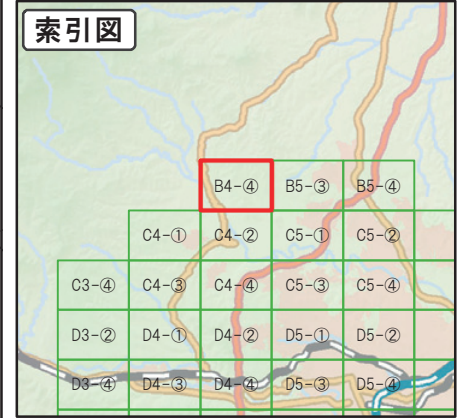 索引図
B4-④ B5-③ B5-④
C4-① C4-② C5-① C5-②
C3-④ C4-③ C4-④ C5-③ C5-④
D3-② D4-① D4-② D5-① D5-②
D3-④ D4-③ D4-④ D5-③ D5-④